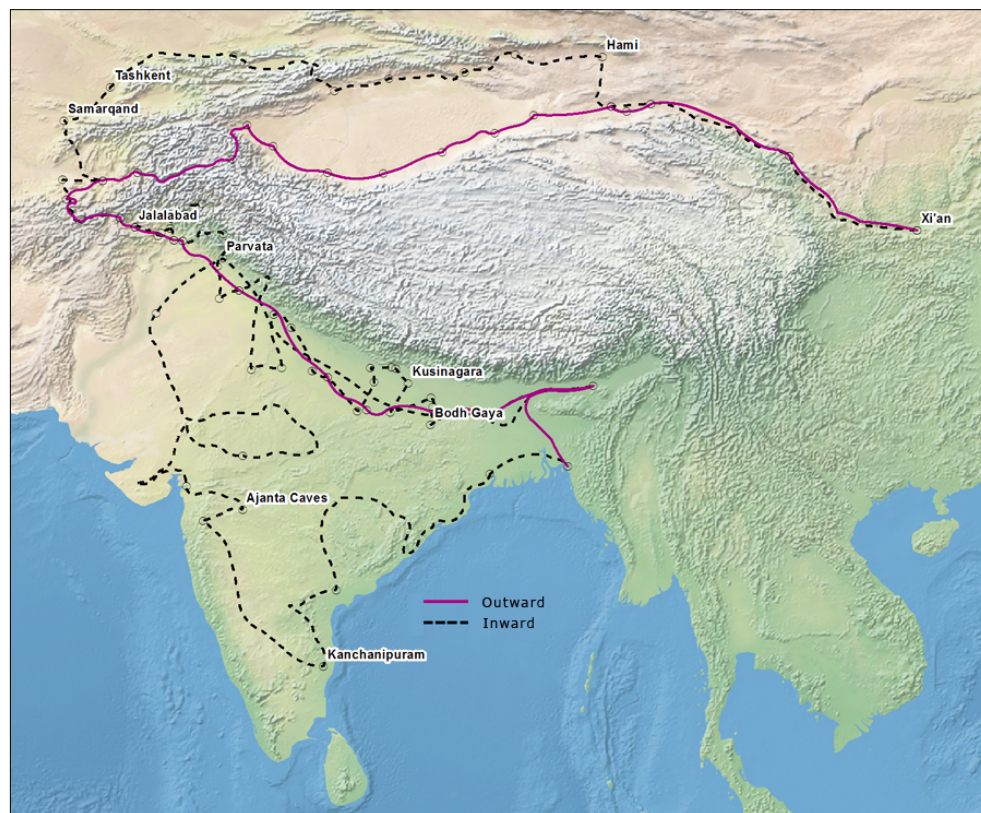 Hami
Tashkent
Samarqand
Jalalabad
Xi'an
Parvata
Kusinagara
Bodh Gaya
Ajanta Caves
Outward
Inward
Kanchanipuram